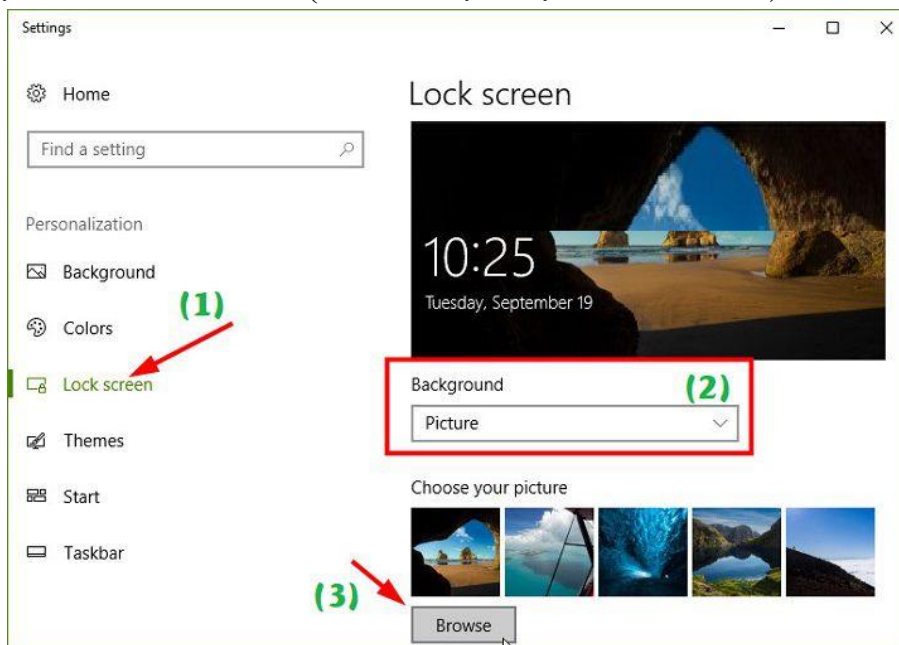 Settings
Home
Find a setting
Personalization
Background
Colors
Lock screen
Themes
Start
Taskbar
(1)
Lock screen
10:25
Tuesday, September 19
Background
(2)
Picture
Choose your picture
(3)
Browse